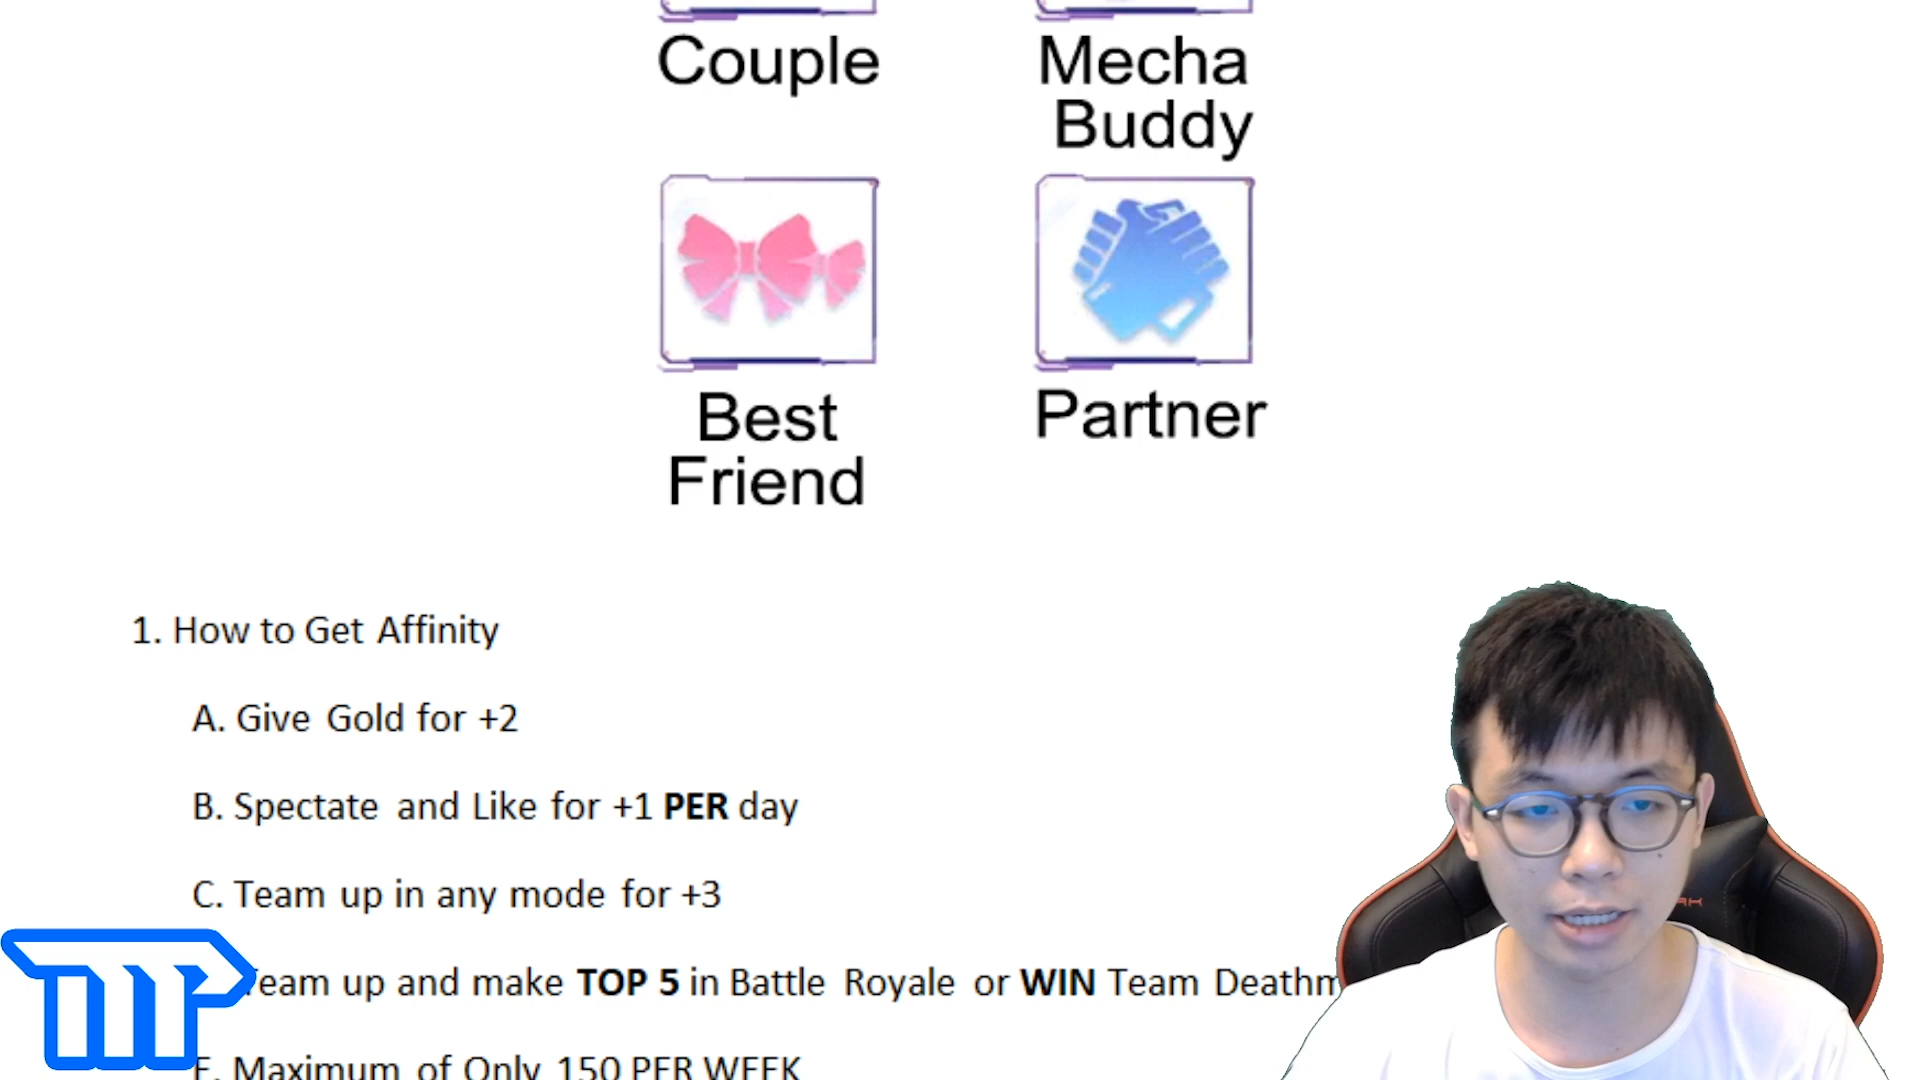 Couple
Mecha
Buddy
Best
Friend
Partner
1. How to Get Affinity
A. Give Gold for +2
B. Spectate and Like for +1 PER day
C. Team up in any mode for +3
Team up and make TOP 5 in Battle Royale or WIN Team
E. Maximum of Only 150 PER WEEK